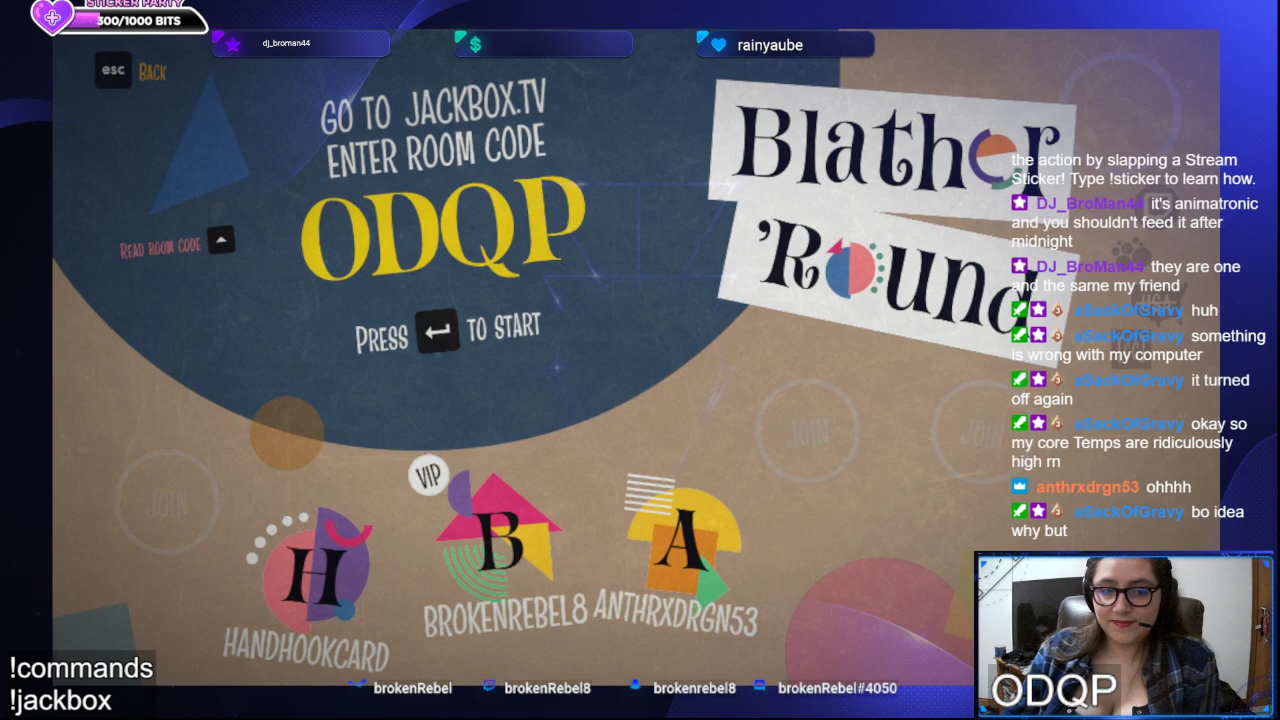 STICKER PARTY
300/1000 BITS
dj_broman44
$
rainyaube
esc BACK
GO TO JACKBOX.TV
ENTER ROOM CODE
ODQP
READ ROOM CODE
PRESS TO START
Blather
'Round
the action by slapping a Stream
Sticker! Type !sticker to learn how.
DJ_BroMan44 it's animatronic
and you shouldn't feed it after
midnight
DJ_BroMan44 they are one
and the same my friend
aSackOfGravy huh
aSackOfGravy something
is wrong with my computer
aSackOfGravy it turned
off again
aSackOfGravy okay so
my core Temps are ridiculously
high rn
anthrxdrgn53 ohhhh
aSackOfGravy bo idea
why but
JOIN
JOIN
JOIN
VIP
H
B
A
HANDHOOKCARD
BROKENREBEL8
ANTHRXDRGN53
!commands
!jackbox
brokenRebel
brokenRebel8
brokenrebel8
brokenRebel#4050
ODQP